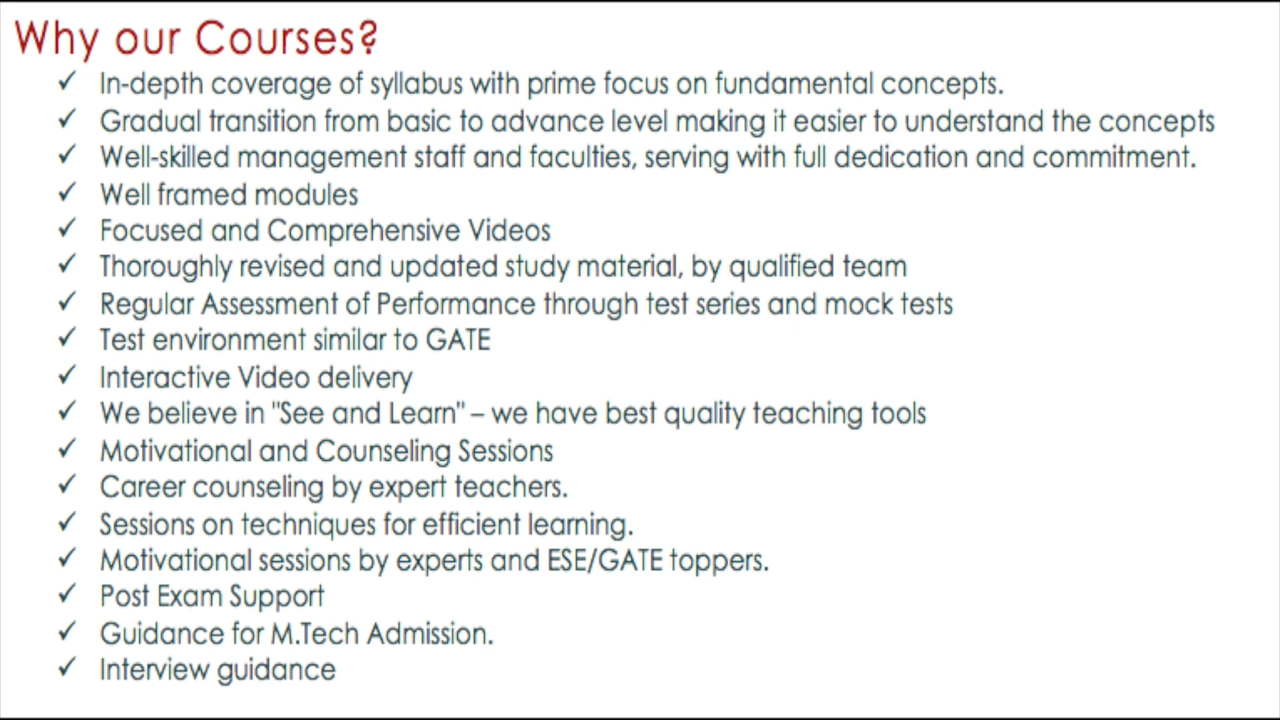 Why our Courses?
✓ In-depth coverage of syllabus with prime focus on fundamental concepts.
✓ Gradual transition from basic to advance level making it easier to understand the concepts
✓ Well-skilled management staff and faculties, serving with full dedication and commitment.
✓ Well framed modules
✓ Focused and Comprehensive Videos
✓ Thoroughly revised and updated study material, by qualified team
✓ Regular Assessment of Performance through test series and mock tests
✓ Test environment similar to GATE
✓ Interactive Video delivery
✓ We believe in "See and Learn" – we have best quality teaching tools
✓ Motivational and Counseling Sessions
✓ Career counseling by expert teachers.
✓ Sessions on techniques for efficient learning.
✓ Motivational sessions by experts and ESE/GATE toppers.
✓ Post Exam Support
✓ Guidance for M.Tech Admission.
✓ Interview guidance